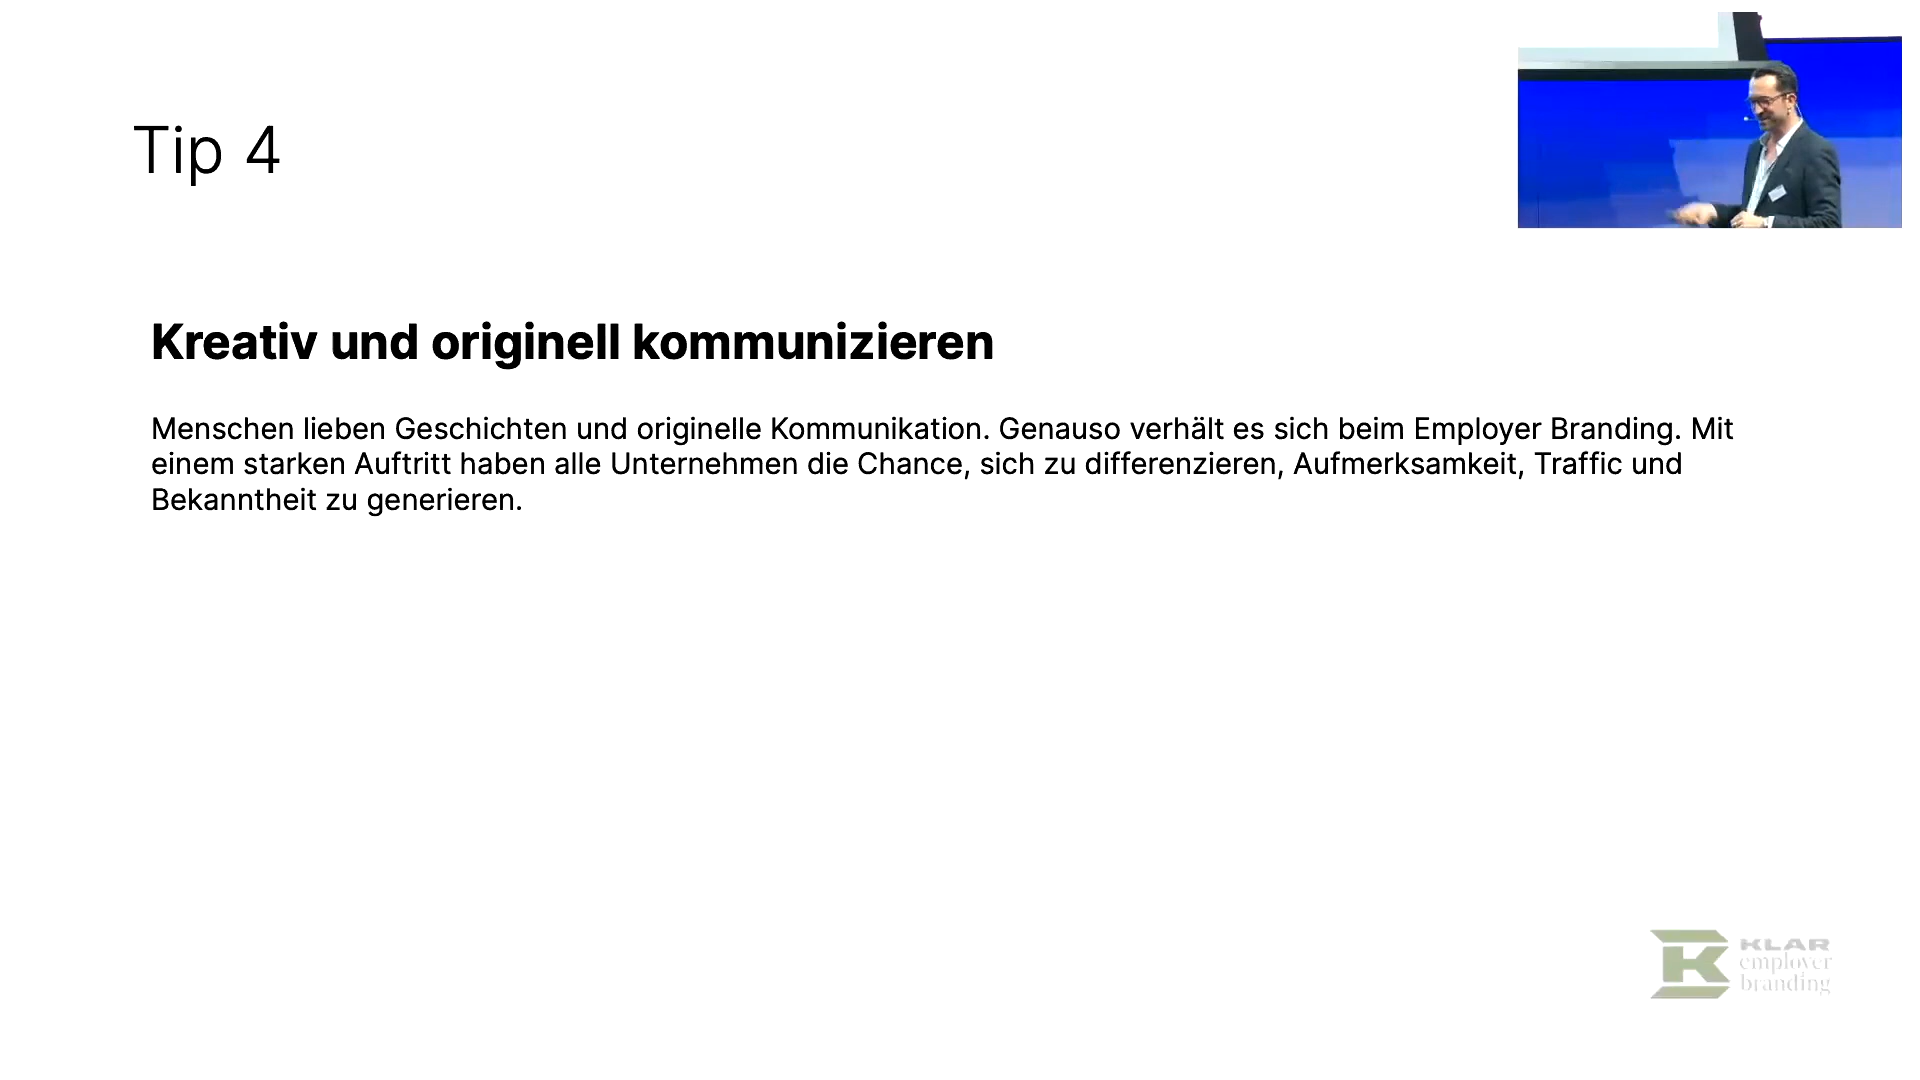 Tip 4
Kreativ und originell kommunizieren
Menschen lieben Geschichten und originelle Kommunikation. Genauso verhält es sich beim Employer Branding. Mit
einem starken Auftritt haben alle Unternehmen die Chance, sich zu differenzieren, Aufmerksamkeit, Traffic und
Bekanntheit zu generieren.
K KLAR
employer
branding